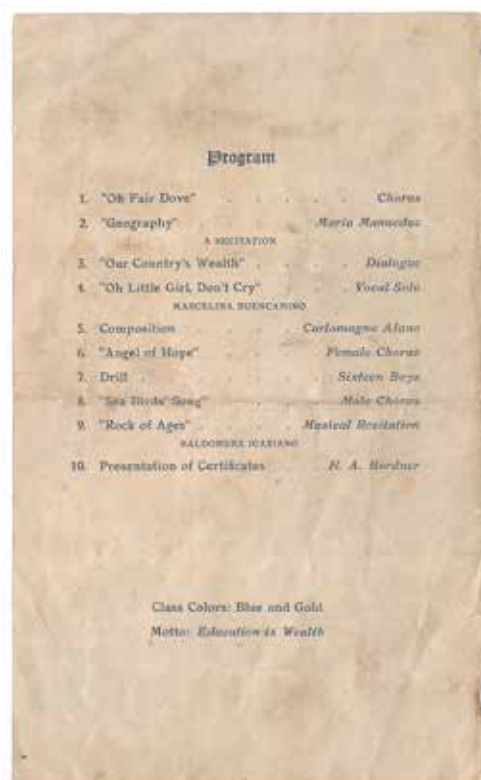 Program
1. "Oh Fair Dove" . . . . . Chorus
2. "Geography" . . . . Maria
A RECITATION
3. "Our Country's Wealth" . . . . Dialogue
4. "Oh Little Girl, Don't Cry" . . . Vocal Solo
MARCELINA BUENCAMINO
5. Composition . . . Carlomagno
6. "Angel of Hope" . . . Female Chorus
7. Drill . . . . . Sixteen Boys
8. "Sea Birds' Song" . . . Male Chorus
9. "Rock of Ages" . . . Musical Recitation
BALDOMERA
10. Presentation of Certificates . . H. A. Bordner
Class Colors: Blue and Gold
Motto: Education is Wealth